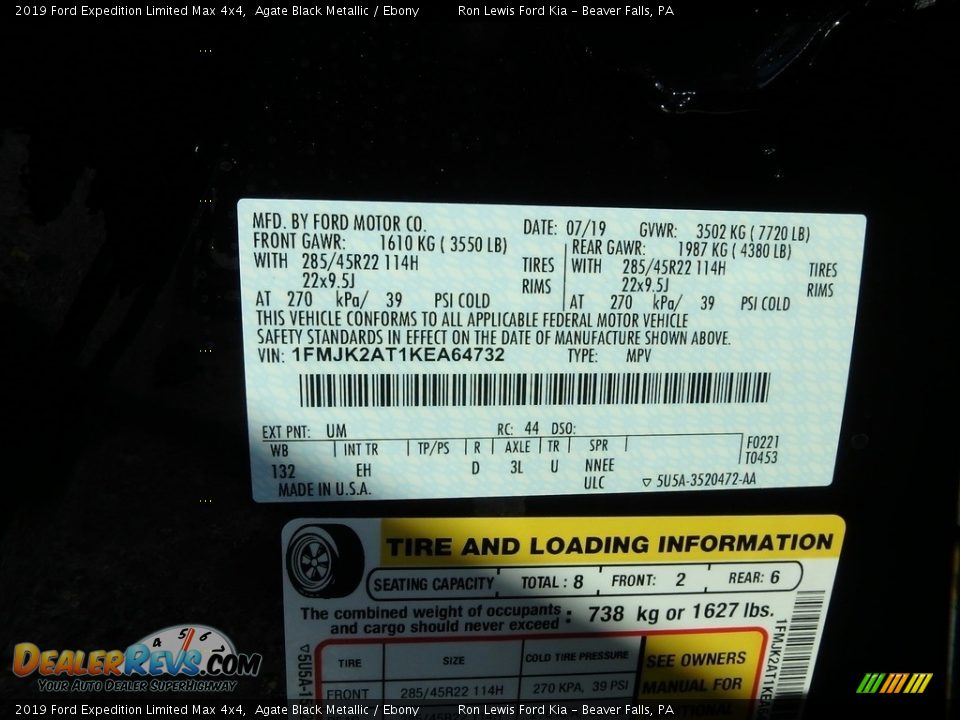 2019 Ford Expedition Limited Max 4x4, Agate Black Metallic / Ebony Ron Lewis Ford Kia - Beaver Falls, PA
MFD. BY FORD MOTOR CO. DATE: 07/19 GVWR: 3502 KG ( 7720 LB)
FRONT GAWR: 1610 KG ( 3550 LB) REAR GAWR: 1987 KG ( 4380 LB)
WITH 285/45R22 114H TIRES WITH 285/45R22 114H TIRES
22x9.5J RIMS 22x9.5J RIMS
AT 270 kPa/ 39 PSI COLD AT 270 kPa/ 39 PSI COLD
THIS VEHICLE CONFORMS TO ALL APPLICABLE FEDERAL MOTOR VEHICLE
SAFETY STANDARDS IN EFFECT ON THE DATE OF MANUFACTURE SHOWN ABOVE.
VIN: 1FMJK2AT1KEA64732 TYPE: MPV
EXT PNT: UM RC: 44 DSO:
WB INT TR TP/PS R AXLE TR SPR F0221
T0453
132 EH D 3L U NNEE
ULC
MADE IN U.S.A. 5U5A-3520472-AA
TIRE AND LOADING INFORMATION
SEATING CAPACITY TOTAL : 8 FRONT: 2 REAR: 6
The combined weight of occupants and cargo should never exceed : 738 kg or 1627 lbs.
TIRE SIZE COLD TIRE PRESSURE SEE OWNERS
FRONT 285/45R22 114H 270 KPA, 39 PSI MANUAL FOR
5U5A-1
1FMJK2AT1KEA
4 5 6
DEALERREVS.COM
YOUR AUTO DEALER SUPERHIGHWAY
2019 Ford Expedition Limited Max 4x4, Agate Black Metallic / Ebony Ron Lewis Ford Kia - Beaver Falls, PA